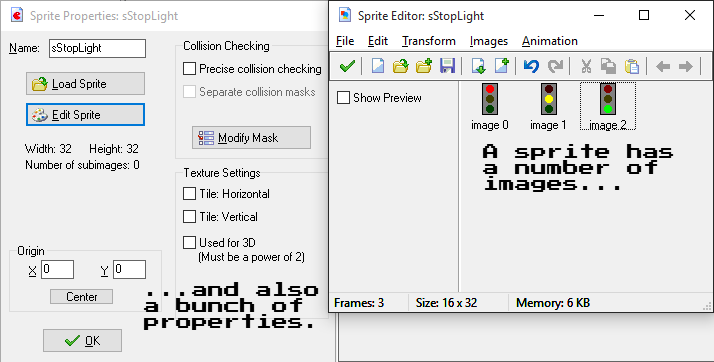 Sprite Properties: sStopLight
Name: sStopLight
Load Sprite
Edit Sprite
Width: 32 Height: 32
Number of subimages: 0
Origin
X 0 Y 0
Center
OK
Collision Checking
Precise collision checking
Separate collision masks
Modify Mask
Texture Settings
Tile: Horizontal
Tile: Vertical
Used for 3D
(Must be a power of 2)
...and also
a bunch of
properties.
Sprite Editor: sStopLight
File Edit Transform Images Animation
Show Preview
image 0 image 1 image 2
A sprite has
a number of
images...
Frames: 3 Size: 16 x 32 Memory: 6 KB